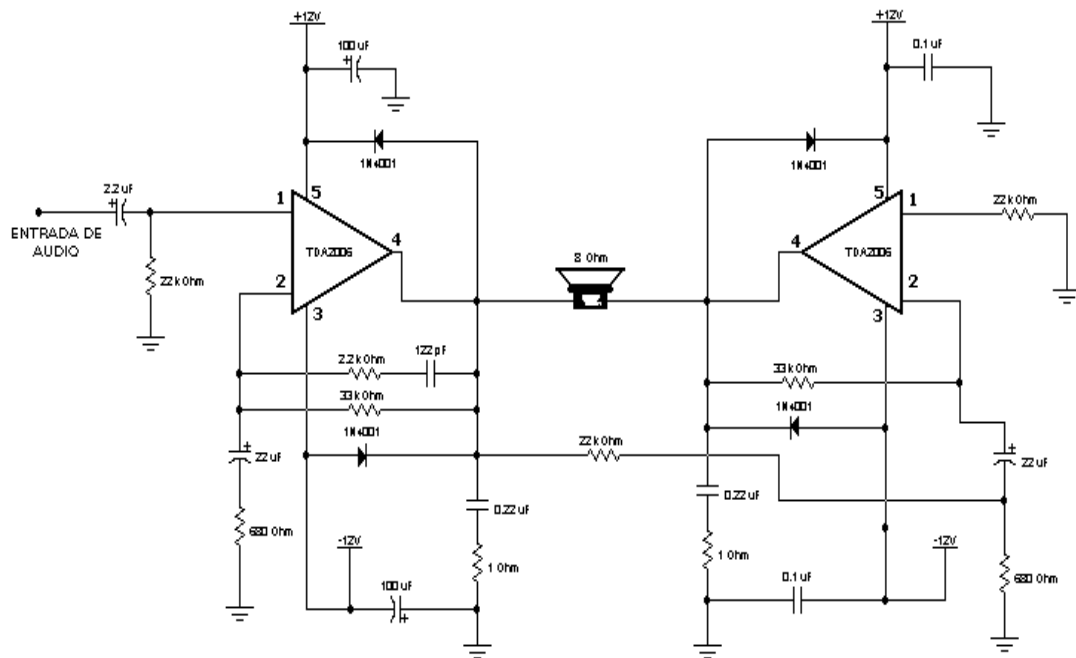 +12V
+12V
100 uF
+
0.1 uF
1N4001
1N4001
2.2 uF
+
ENTRADA DE
AUDIO
1
5
TDA2006
4
2
3
22 k Ohm
8 Ohm
5
1
22 k Ohm
4
TDA2006
2
3
2.2 k Ohm
122 pF
33 k Ohm
1N4001
33 k Ohm
1N4001
22 k Ohm
+
22 uF
+
22 uF
0.22 uF
0.22 uF
680 Ohm
-12V
1 Ohm
100 uF
+
1 Ohm
0.1 uF
-12V
680 Ohm